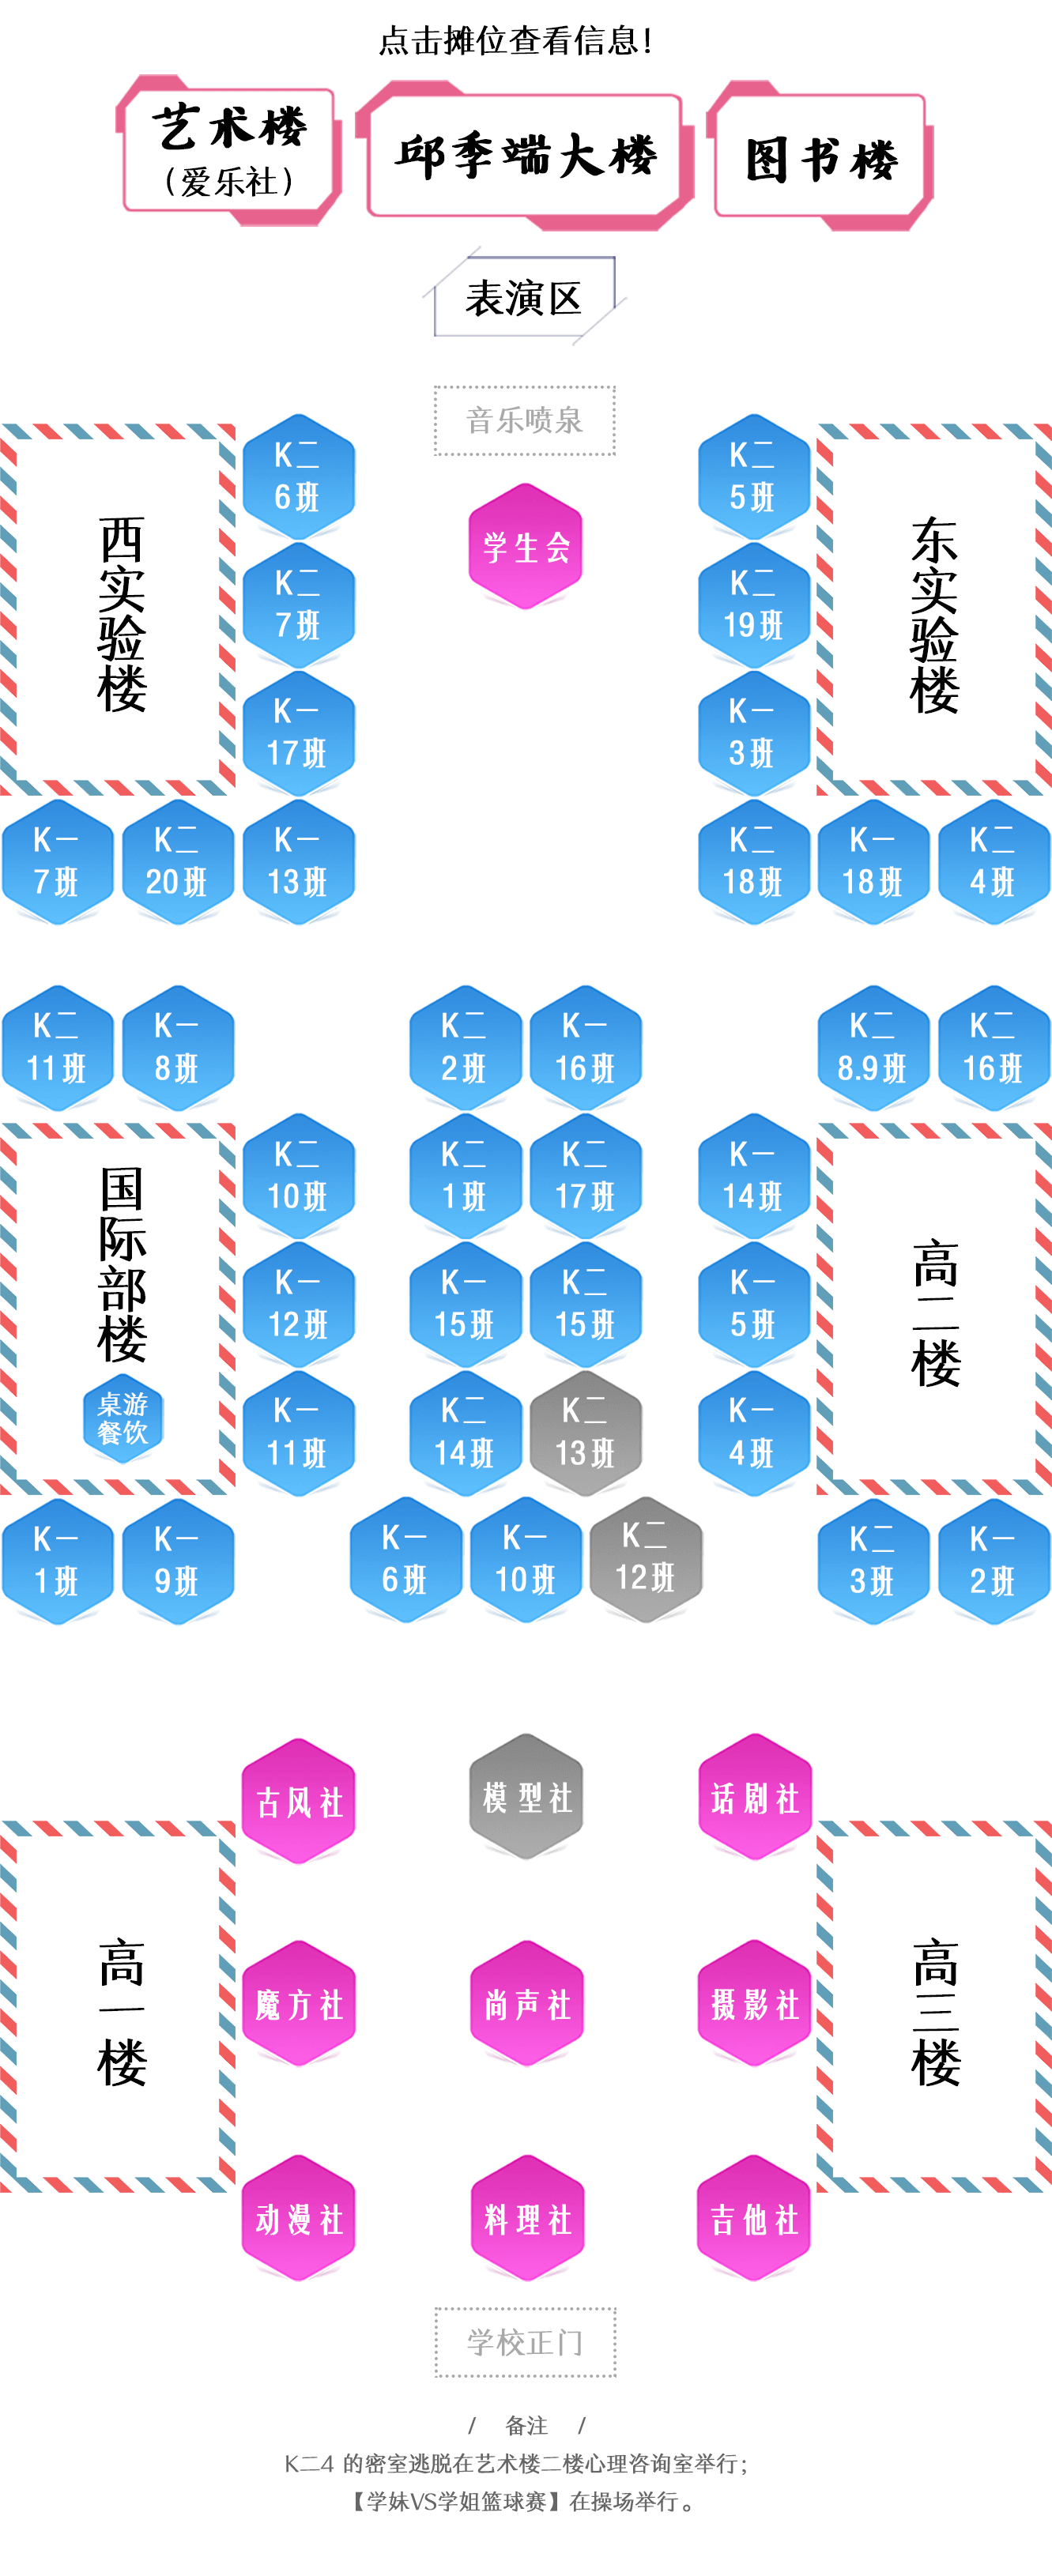 点击摊位查看信息!
艺术楼
（爱乐社）
邱季端大楼
图书楼
表演区
音乐喷泉
K二
6班
学生会
K二
5班
西实验楼
东实验楼
K二
7班
K二
19班
K一
17班
K一
3班
K一
7班
K二
20班
K一
13班
K二
18班
K一
18班
K二
4班
K二
11班
K一
8班
K二
2班
K一
16班
K二
8.9班
K二
16班
国际部楼
桌游
餐饮
K二
10班
K二
1班
K二
17班
K一
14班
高二楼
K一
12班
K一
15班
K二
15班
K一
5班
K一
11班
K二
14班
K二
13班
K一
4班
K一
1班
K一
9班
K一
6班
K一
10班
K二
12班
K二
3班
K一
2班
古风社
模型社
话剧社
高一楼
高三楼
魔方社
尚声社
摄影社
动漫社
料理社
吉他社
学校正门
/ 备注 /
K二4 的密室逃脱在艺术楼二楼心理咨询室举行；
【学妹VS学姐篮球赛】在操场举行。